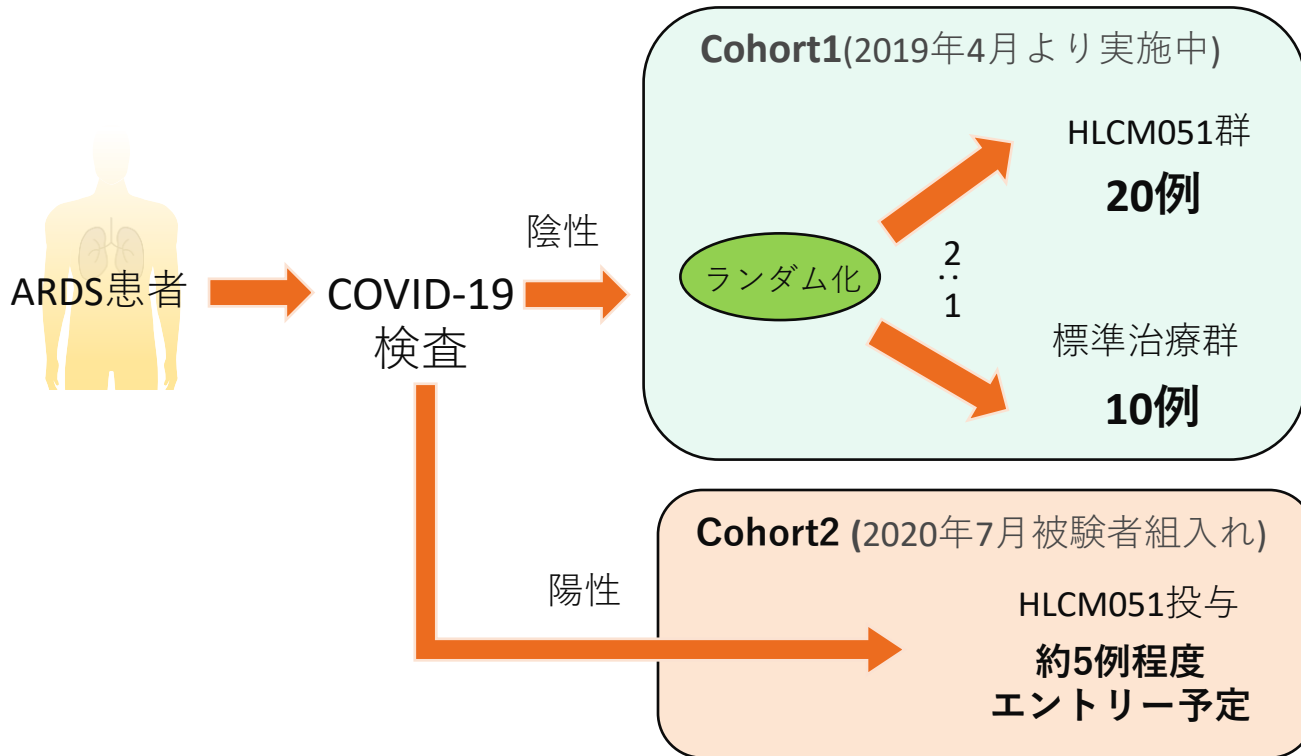 ARDS患者
COVID-19
検査
陰性
陽性
Cohort1(2019年4月より実施中)
ランダム化
2:1
HLCM051群
20例
標準治療群
10例
Cohort2 (2020年7月被験者組入れ)
HLCM051投与
約5例程度
エントリー予定